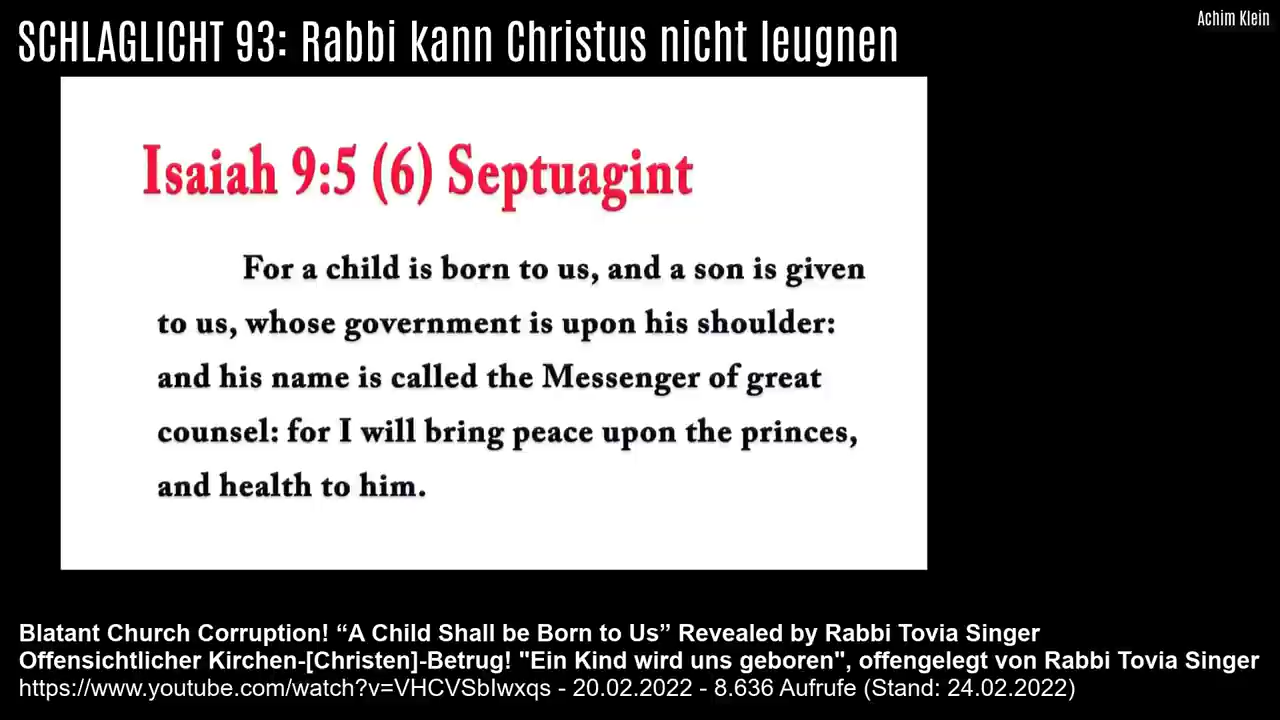 Achim Klein
SCHLAGLICHT 93: Rabbi kann Christus nicht leugnen
Isaiah 9:5 (6) Septuagint
For a child is born to us, and a son is given
to us, whose government is upon his shoulder:
and his name is called the Messenger of great
counsel: for I will bring peace upon the princes,
and health to him.
Blatant Church Corruption! “A Child Shall be Born to Us” Revealed by Rabbi Tovia Singer
Offensichtlicher Kirchen-[Christen]-Betrug! "Ein Kind wird uns geboren", offengelegt von Rabbi Tovia Singer
https://www.youtube.com/watch?v=VHCVSbIwxqs - 20.02.2022 - 8.636 Aufrufe (Stand: 24.02.2022)